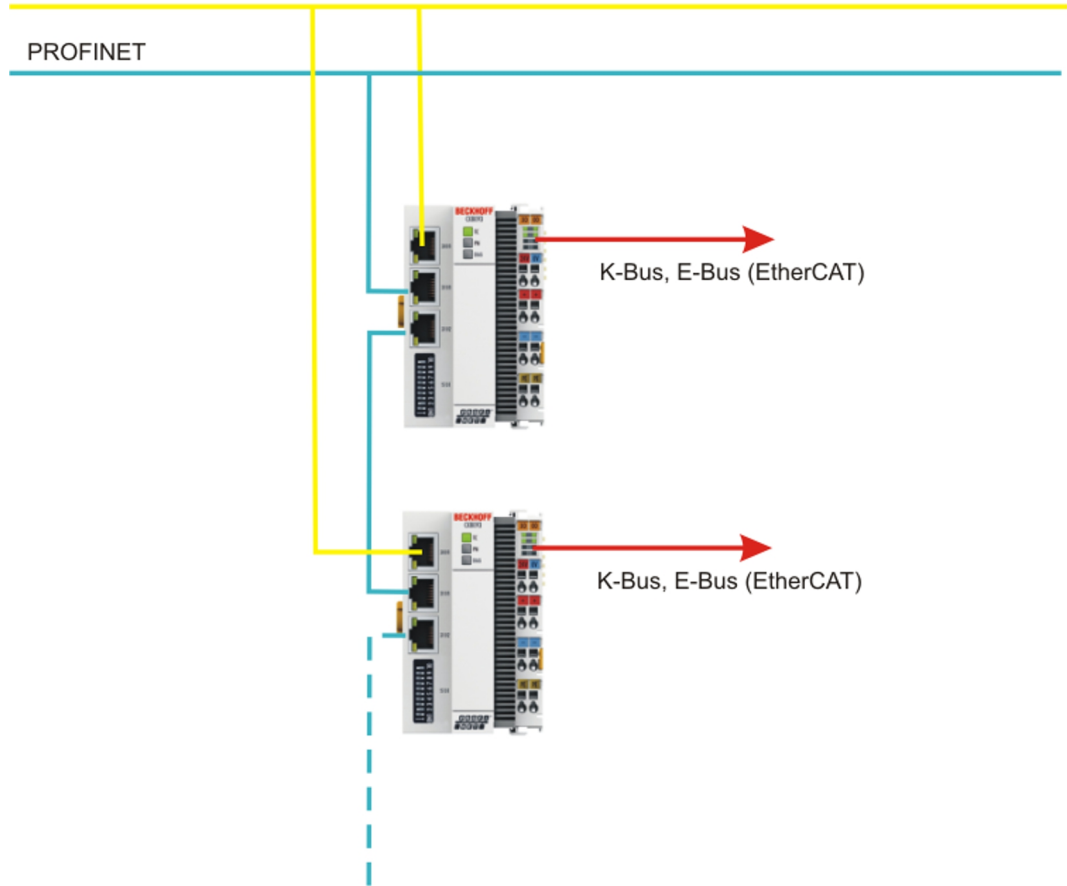 PROFINET
BECKHOFF
K-Bus, E-Bus (EtherCAT)
BECKHOFF
K-Bus, E-Bus (EtherCAT)